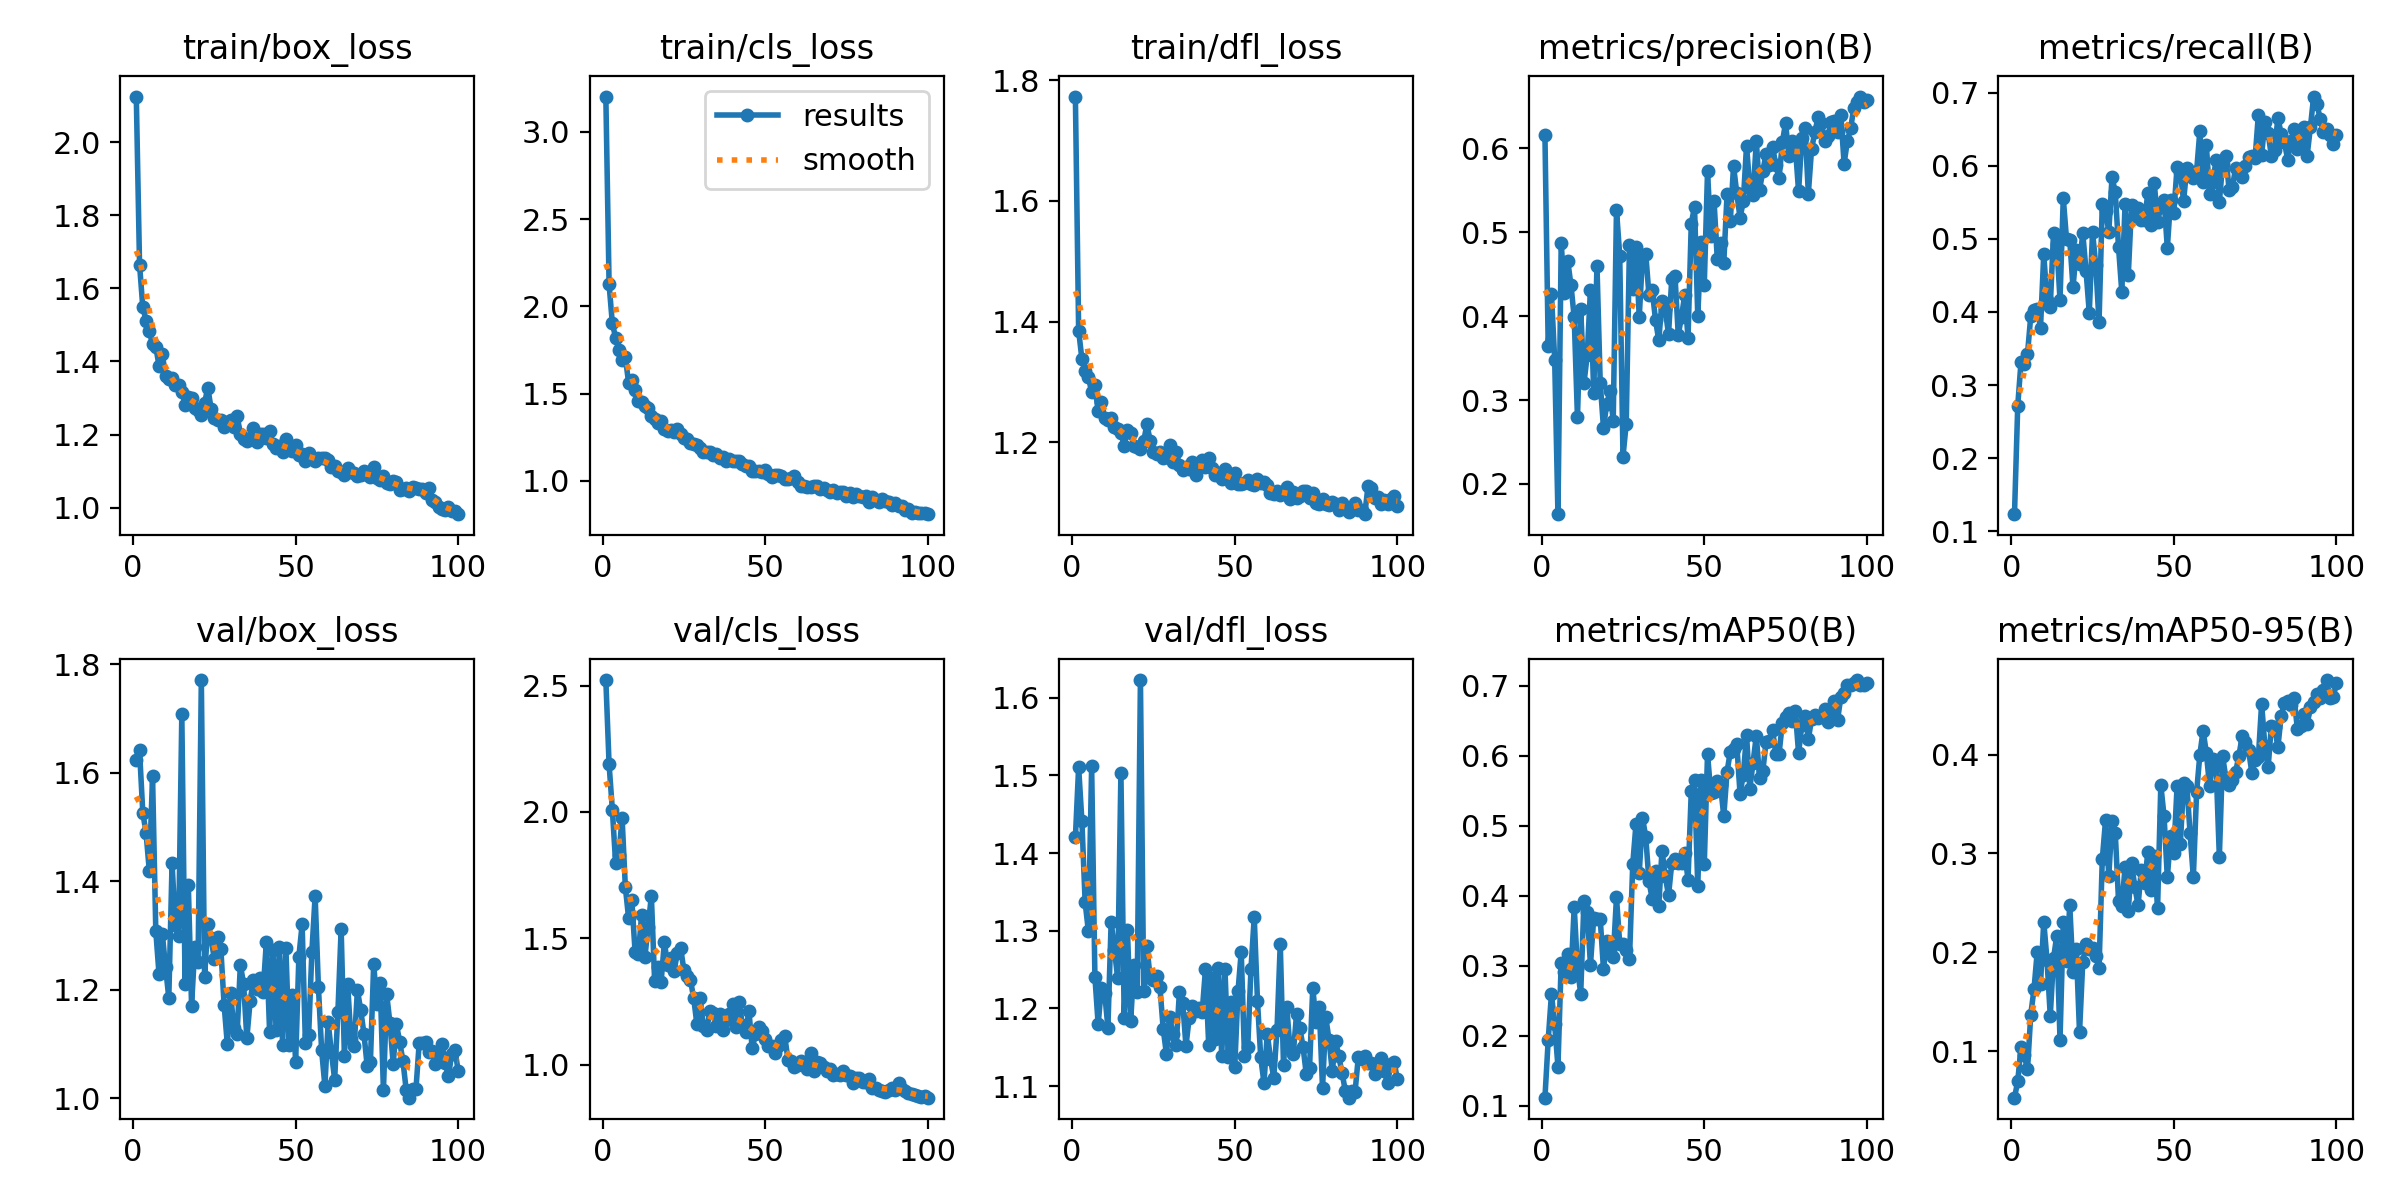 train/box_loss
2.0
1.8
1.6
1.4
1.2
1.0
0 50 100
train/cls_loss
results
smooth
3.0
2.5
2.0
1.5
1.0
0 50 100
train/dfl_loss
1.8
1.6
1.4
1.2
0 50 100
metrics/precision(B)
0.6
0.5
0.4
0.3
0.2
0 50 100
metrics/recall(B)
0.7
0.6
0.5
0.4
0.3
0.2
0.1
0 50 100
val/box_loss
1.8
1.6
1.4
1.2
1.0
0 50 100
val/cls_loss
2.5
2.0
1.5
1.0
0 50 100
val/dfl_loss
1.6
1.5
1.4
1.3
1.2
1.1
0 50 100
metrics/mAP50(B)
0.7
0.6
0.5
0.4
0.3
0.2
0.1
0 50 100
metrics/mAP50-95(B)
0.4
0.3
0.2
0.1
0 50 100